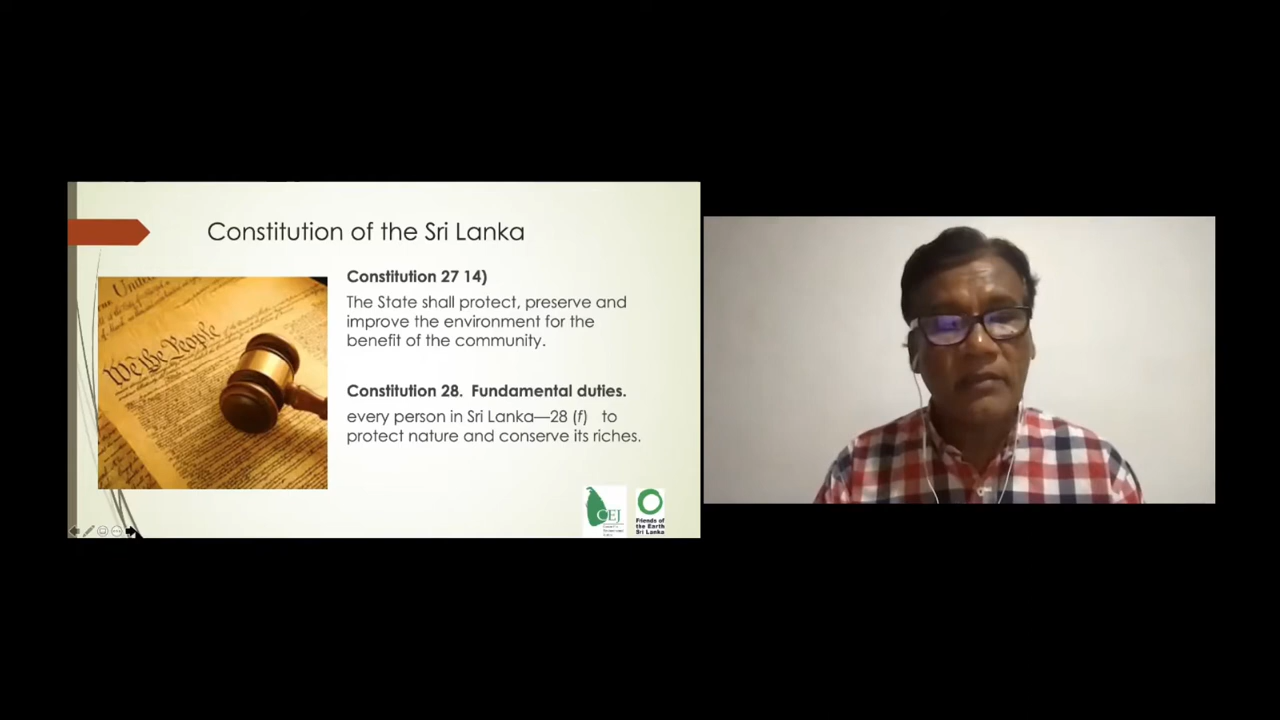 Constitution of the Sri Lanka
Constitution 27 14)
The State shall protect, preserve and
improve the environment for the
benefit of the community.
Constitution 28. Fundamental duties.
every person in Sri Lanka—28 (f) to
protect nature and conserve its riches.
We the People
CEJ
Friends of
the Earth
Sri Lanka